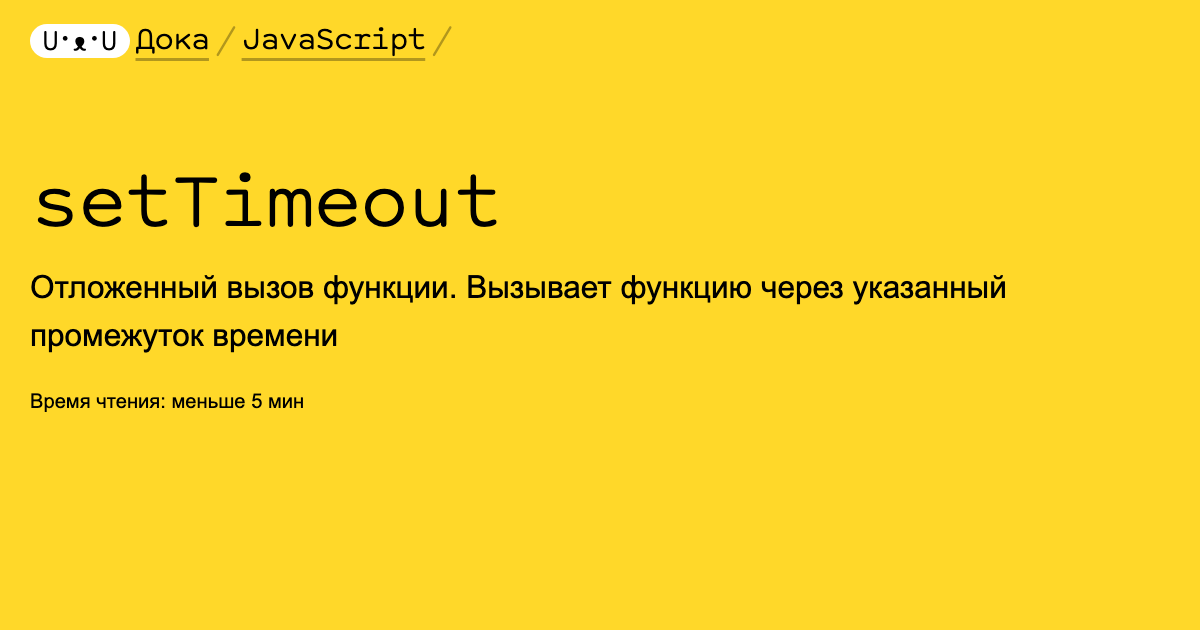 U•ᴥ•U Дока / JavaScript /
setTimeout
Отложенный вызов функции. Вызывает функцию через указанный
промежуток времени
Время чтения: меньше 5 мин